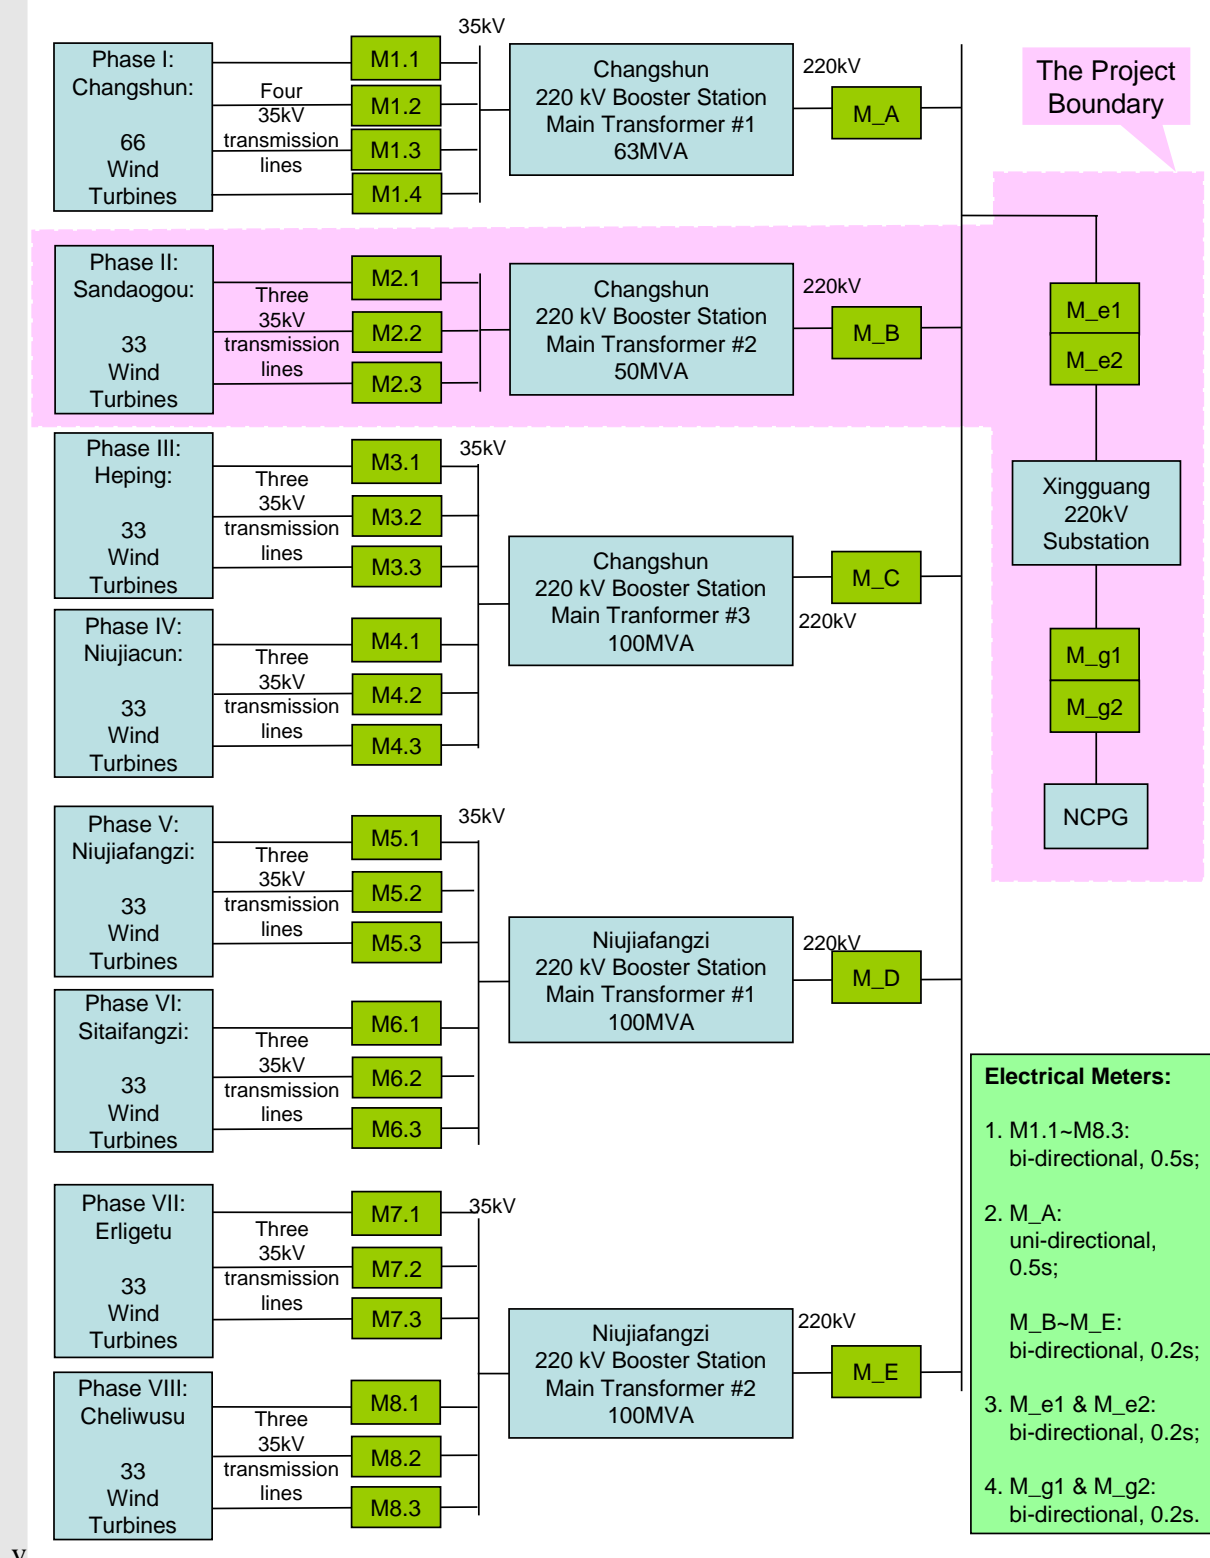 35kV
Phase I:
Changshun:
66
Wind
Turbines
Four
35kV
transmission
lines
M1.1
M1.2
M1.3
M1.4
Changshun
220 kV Booster Station
Main Transformer #1
63MVA
220kV
M_A
The Project
Boundary
Phase II:
Sandaogou:
33
Wind
Turbines
Three
35kV
transmission
lines
M2.1
M2.2
M2.3
Changshun
220 kV Booster Station
Main Transformer #2
50MVA
220kV
M_B
M_e1
M_e2
Xingguang
220kV
Substation
M_g1
M_g2
NCPG
Phase III:
Heping:
33
Wind
Turbines
Three
35kV
transmission
lines
M3.1
M3.2
M3.3
35kV
Phase IV:
Niujiacun:
33
Wind
Turbines
Three
35kV
transmission
lines
M4.1
M4.2
M4.3
Changshun
220 kV Booster Station
Main Tranformer #3
100MVA
M_C
220kV
Phase V:
Niujiafangzi:
33
Wind
Turbines
Three
35kV
transmission
lines
M5.1
M5.2
M5.3
35kV
Phase VI:
Sitaifangzi:
33
Wind
Turbines
Three
35kV
transmission
lines
M6.1
M6.2
M6.3
Niujiafangzi
220 kV Booster Station
Main Transformer #1
100MVA
220kV
M_D
Phase VII:
Erligetu
33
Wind
Turbines
Three
35kV
transmission
lines
M7.1
M7.2
M7.3
35kV
Phase VIII:
Cheliwusu
33
Wind
Turbines
Three
35kV
transmission
lines
M8.1
M8.2
M8.3
Niujiafangzi
220 kV Booster Station
Main Transformer #2
100MVA
220kV
M_E
Electrical Meters:
1. M1.1~M8.3:
bi-directional, 0.5s;
2. M_A:
uni-directional,
0.5s;
M_B~M_E:
bi-directional, 0.2s;
3. M_e1 & M_e2:
bi-directional, 0.2s;
4. M_g1 & M_g2:
bi-directional, 0.2s.